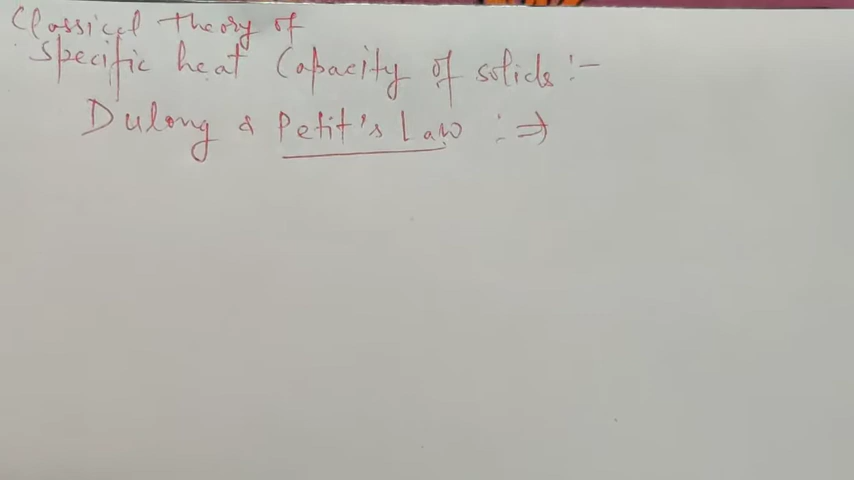 Classical Theory of
Specific heat Capacity of solids :-
Dulong & Petit's Law :⇒